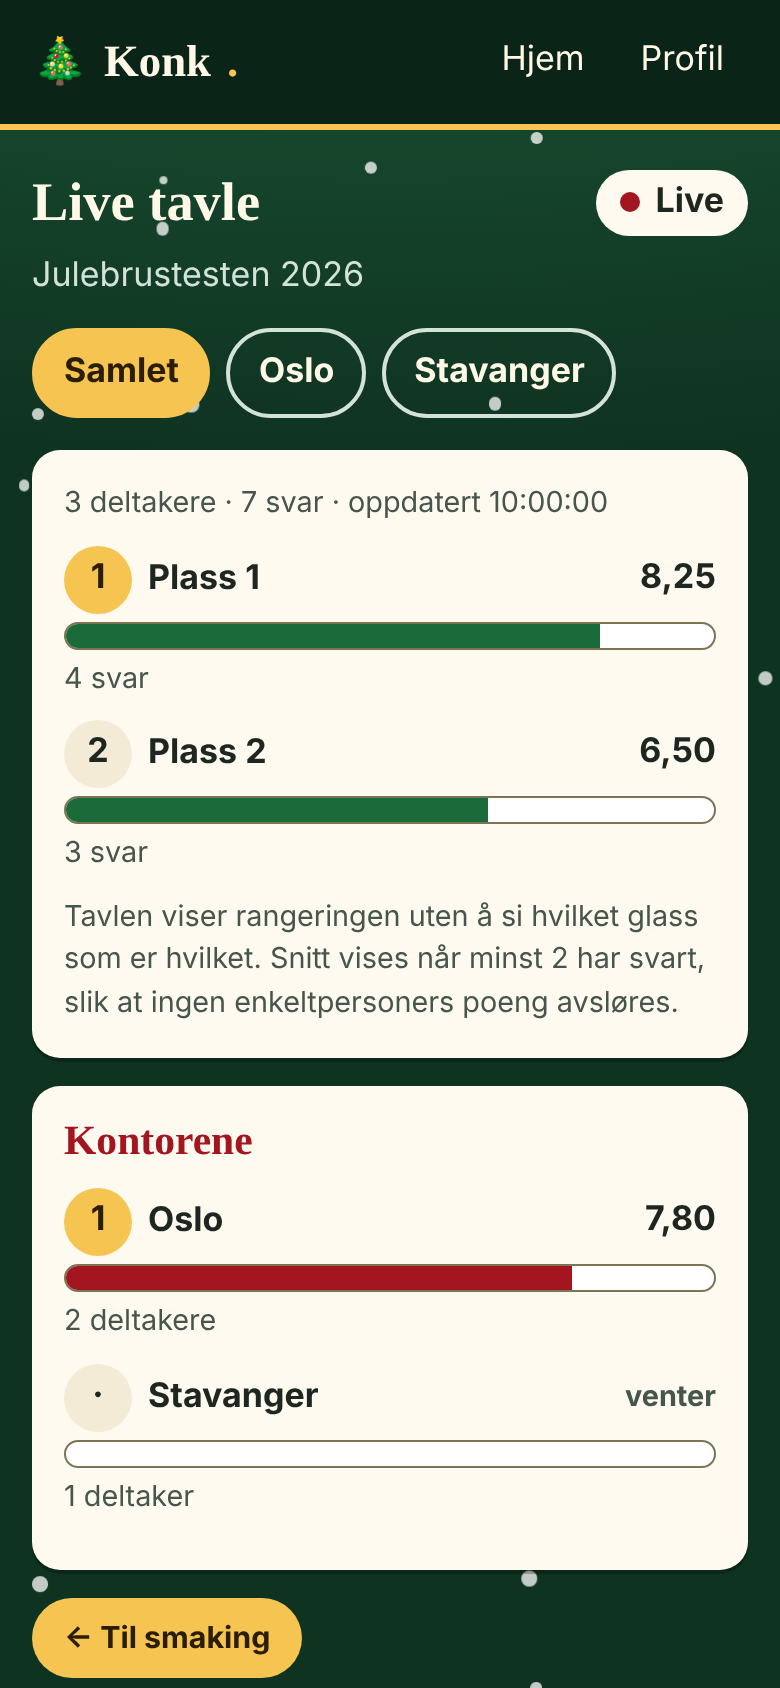 Konk .
Hjem
Profil
Live tavle
Live
Julebrustesten 2026
Samlet
Oslo
Stavanger
3 deltakere · 7 svar · oppdatert 10:00:00
1 Plass 1 8,25
4 svar
2 Plass 2 6,50
3 svar
Tavlen viser rangeringen uten å si hvilket glass
som er hvilket. Snitt vises når minst 2 har svart,
slik at ingen enkeltpersoners poeng avsløres.
Kontorene
1 Oslo 7,80
2 deltakere
· Stavanger venter
1 deltaker
← Til smaking